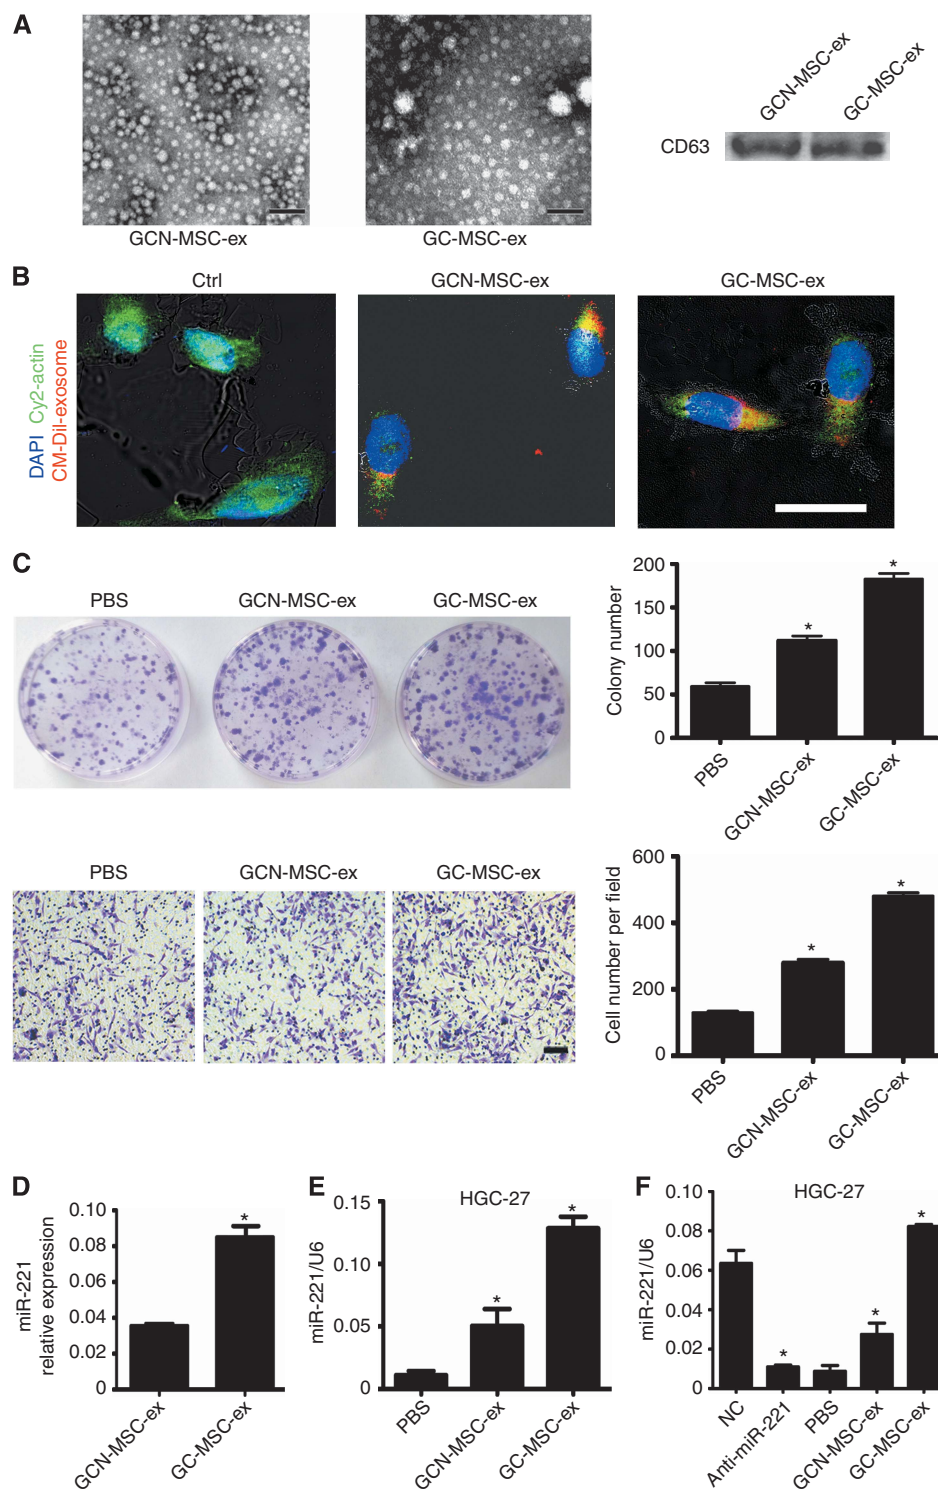 A
GCN-MSC-ex
GC-MSC-ex
GCN-MSC-ex
GC-MSC-ex
CD63
B
Ctrl
GCN-MSC-ex
GC-MSC-ex
DAPI Cy2-actin
CM-Dil-exosome
C
PBS
GCN-MSC-ex
GC-MSC-ex
Colony number
200
150
100
50
0
*
*
PBS
GCN-MSC-ex
GC-MSC-ex
PBS
GCN-MSC-ex
GC-MSC-ex
Cell number per field
600
400
200
0
*
*
PBS
GCN-MSC-ex
GC-MSC-ex
D
miR-221
relative expression
0.10
0.08
0.06
0.04
0.02
0
*
GCN-MSC-ex
GC-MSC-ex
E
HGC-27
miR-221/U6
0.15
0.10
0.05
0
*
*
PBS
GCN-MSC-ex
GC-MSC-ex
F
HGC-27
miR-221/U6
0.10
0.08
0.06
0.04
0.02
0
*
*
*
NC
Anti-miR-221
PBS
GCN-MSC-ex
GC-MSC-ex